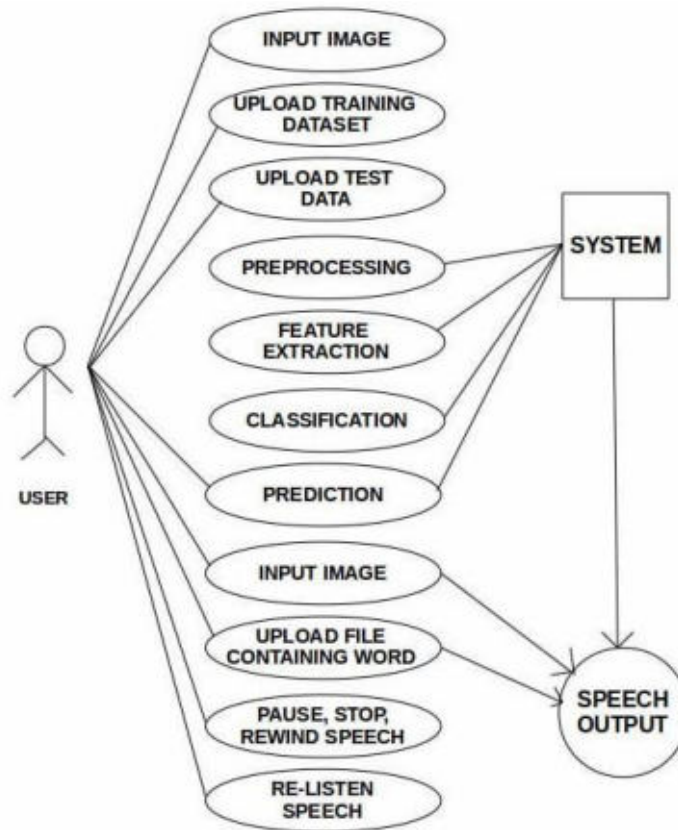 INPUT IMAGE
UPLOAD TRAINING
DATASET
UPLOAD TEST
DATA
SYSTEM
PREPROCESSING
FEATURE
EXTRACTION
CLASSIFICATION
USER
PREDICTION
INPUT IMAGE
UPLOAD FILE
CONTAINING WORD
SPEECH
OUTPUT
PAUSE, STOP,
REWIND SPEECH
RE-LISTEN
SPEECH